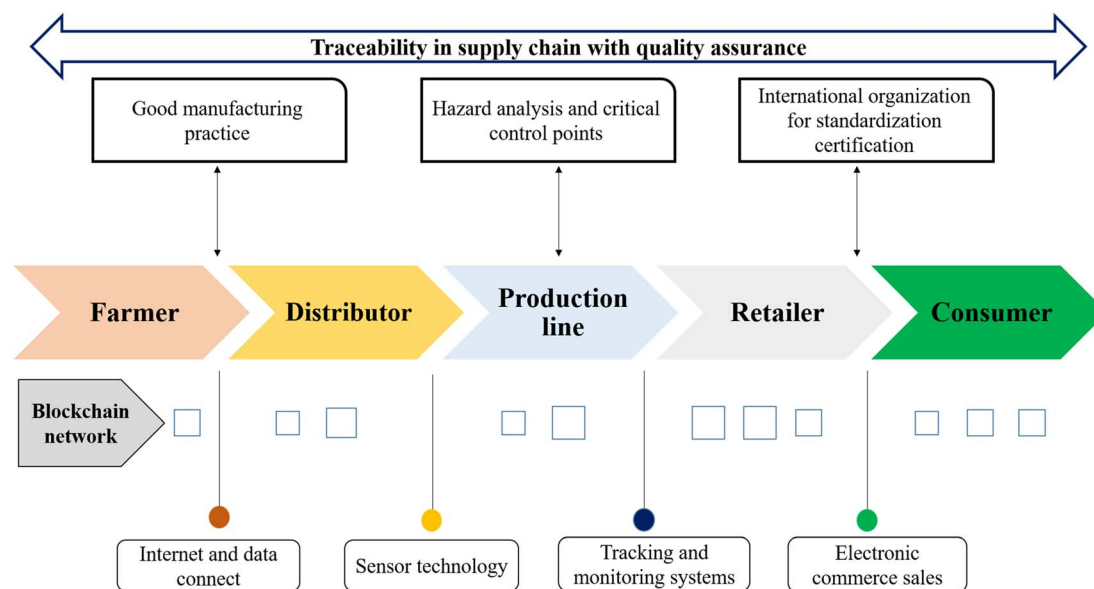 Traceability in supply chain with quality assurance
Good manufacturing
practice
Hazard analysis and critical
control points
International organization
for standardization
certification
Farmer
Distributor
Production
line
Retailer
Consumer
Blockchain
network
Internet and data
connect
Sensor technology
Tracking and
monitoring systems
Electronic
commerce sales